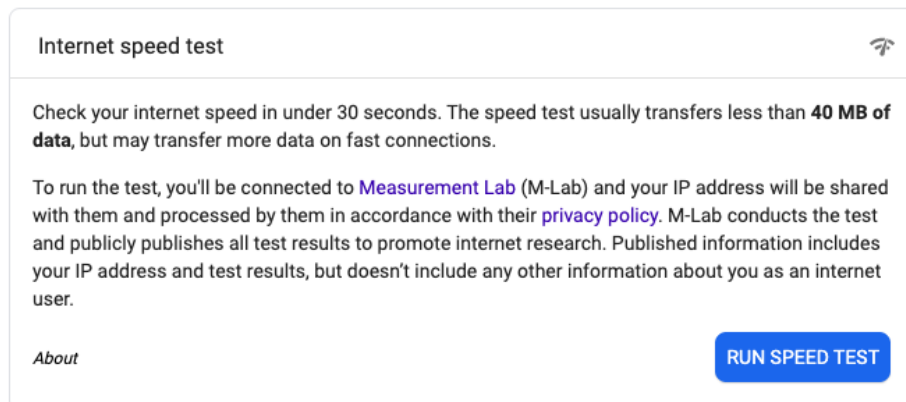 Internet speed test
Check your internet speed in under 30 seconds. The speed test usually transfers less than 40 MB of
data, but may transfer more data on fast connections.
To run the test, you'll be connected to Measurement Lab (M-Lab) and your IP address will be shared
with them and processed by them in accordance with their privacy policy. M-Lab conducts the test
and publicly publishes all test results to promote internet research. Published information includes
your IP address and test results, but doesn’t include any other information about you as an internet
user.
About
RUN SPEED TEST